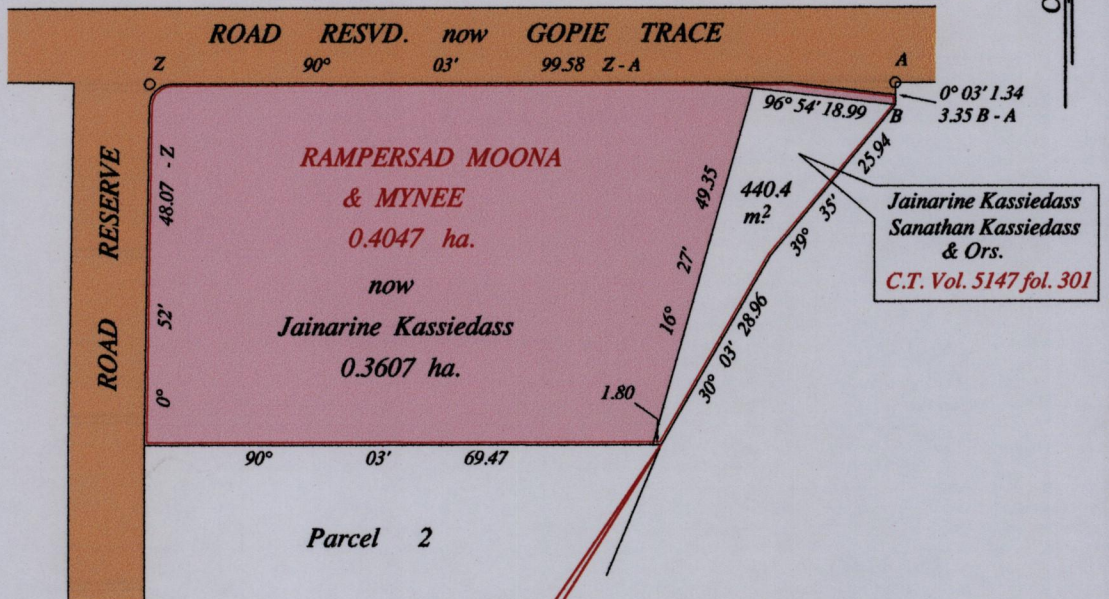 ROAD RESVD. now GOPIE TRACE
Z 90° 03' 99.58 Z - A A
0° 03' 1.34
3.35 B - A
96° 54' 18.99
B
25.94
39° 35'
ROAD RESERVE
0° 52' 48.07 - Z
RAMPERSAD MOONA
& MYNEE
0.4047 ha.
now
Jainarine Kassiedass
0.3607 ha.
16° 27' 49.35
440.4
m²
Jainarine Kassiedass
Sanathan Kassiedass
& Ors.
C.T. Vol. 5147 fol. 301
30° 03' 28.96
1.80
90° 03' 69.47
Parcel 2